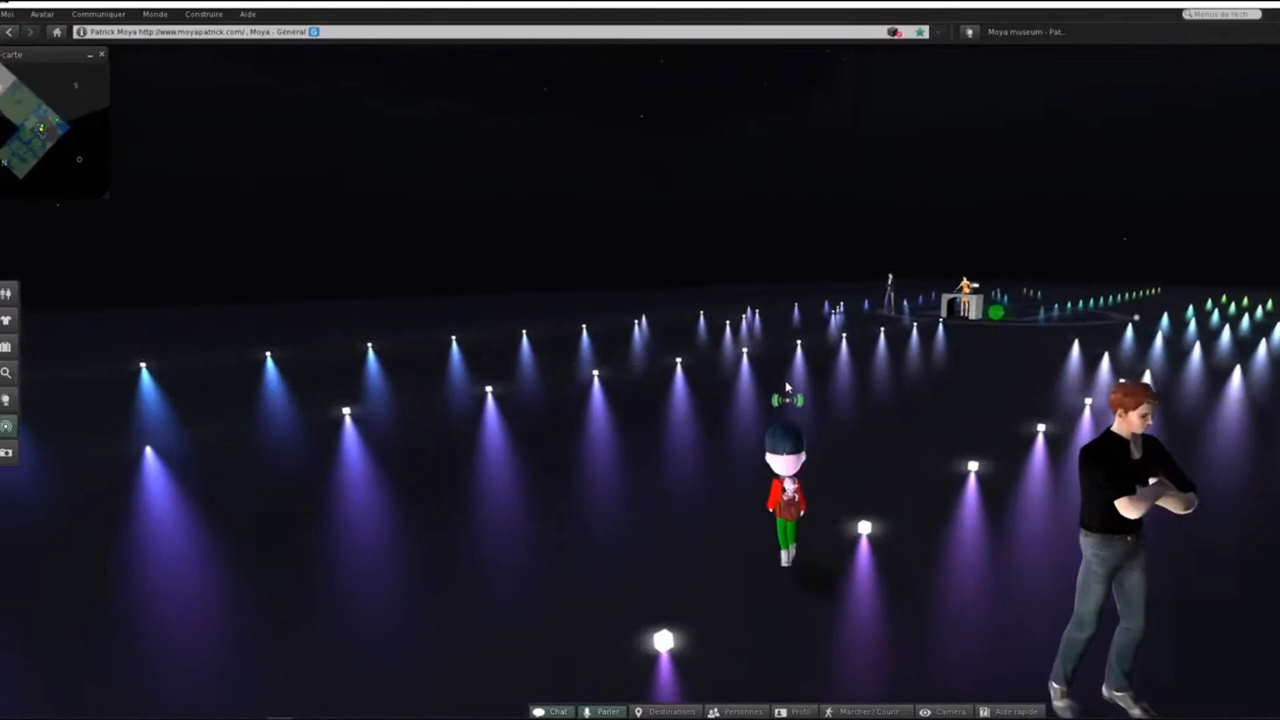 Moi Avatar Communiquer Monde Construire Aide
Patrick Moya http://www.moyapatrick.com/ , Moya - Général G
Moya museum - Pat...
carte
S
O
N
Chat Parler Destinations Personnes Profil Marcher / Courir... Caméra Aide rapide